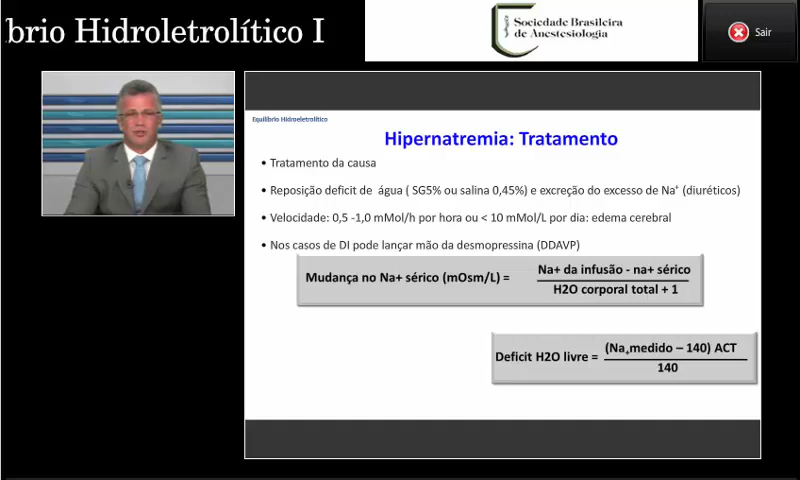 brio Hidroletrolítico I
Sociedade Brasileira
de Anestesiologia
Sair
Equilíbrio Hidroeletrolítico
Hipernatremia: Tratamento
• Tratamento da causa
• Reposição deficit de água ( SG5% ou salina 0,45%) e excreção do excesso de Na⁺ (diuréticos)
• Velocidade: 0,5 -1,0 mMol/h por hora ou < 10 mMol/L por dia: edema cerebral
• Nos casos de DI pode lançar mão da desmopressina (DDAVP)
Mudança no Na+ sérico (mOsm/L) = 
Na+ da infusão - na+ sérico
H2O corporal total + 1
Deficit H2O livre =
(Na₊medido – 140) ACT
140